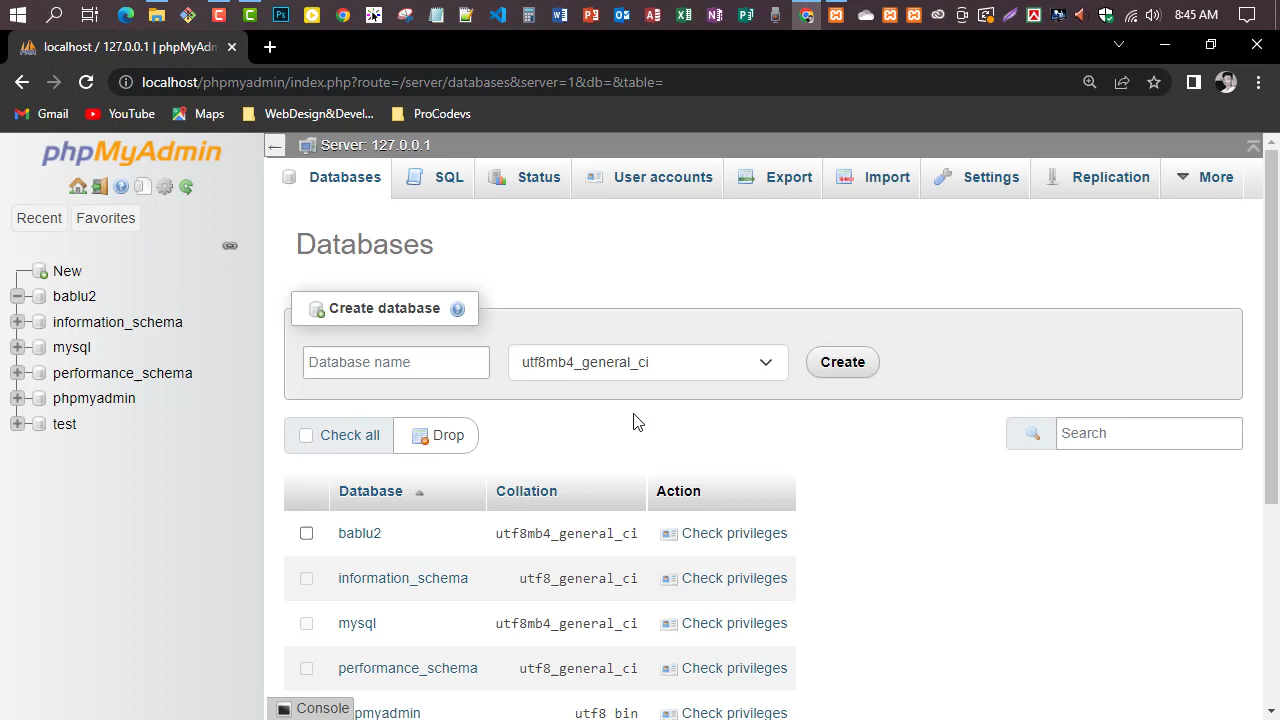 8:45 AM
localhost / 127.0.0.1 | phpMyAdm
localhost/phpmyadmin/index.php?route=/server/databases&server=1&db=&table=
Gmail YouTube Maps WebDesign&Devel... ProCodevs
phpMyAdmin
Recent Favorites
New
bablu2
information_schema
mysql
performance_schema
phpmyadmin
test
Server: 127.0.0.1
Databases SQL Status User accounts Export Import Settings Replication More
Databases
Create database
Database name utf8mb4_general_ci Create
Check all Drop Search
Database Collation Action
bablu2 utf8mb4_general_ci Check privileges
information_schema utf8_general_ci Check privileges
mysql utf8mb4_general_ci Check privileges
performance_schema utf8_general_ci Check privileges
pmyadmin utf8_bin Check privileges
Console